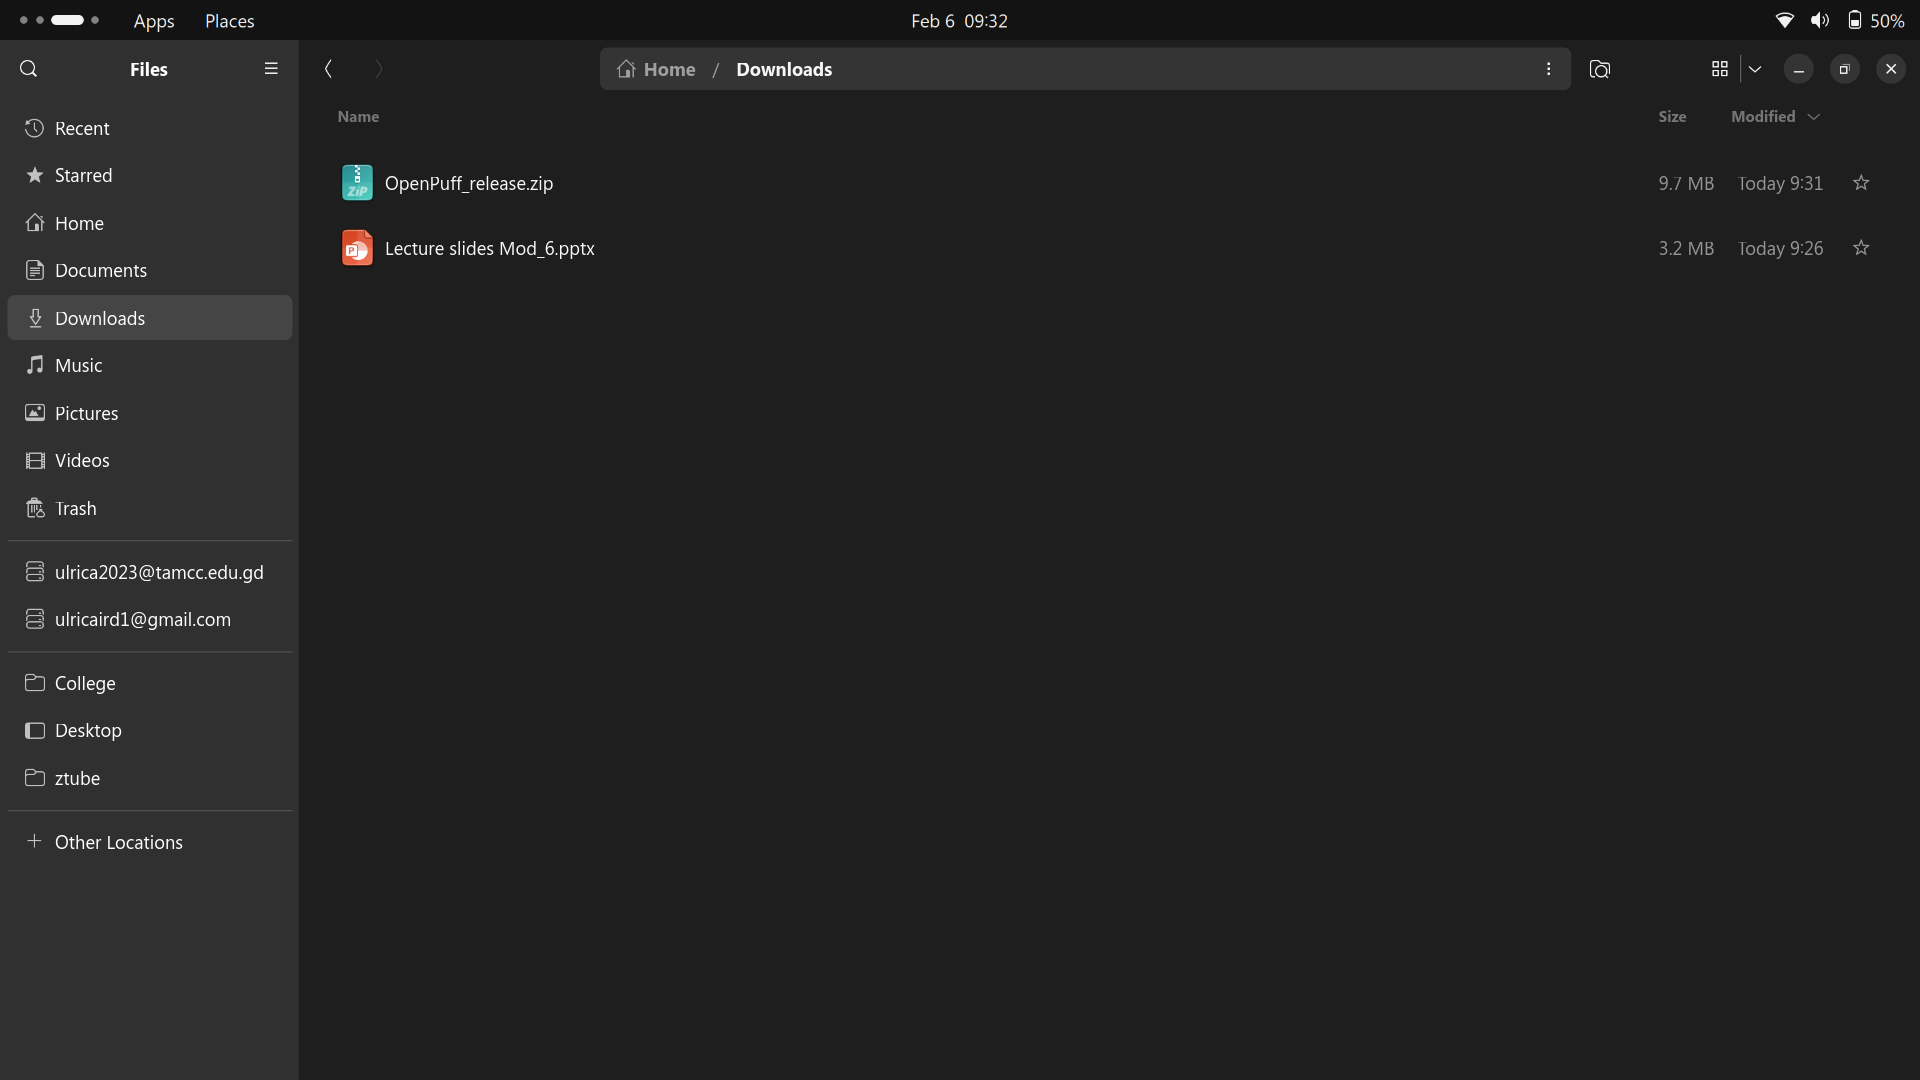 Apps Places Feb 6 09:32 50%
Files Home / Downloads
Name Size Modified
Recent
Starred
Home
Documents
Downloads
Music
Pictures
Videos
Trash
ulrica2023@tamcc.edu.gd
ulricaird1@gmail.com
College
Desktop
ztube
Other Locations
ZIP OpenPuff_release.zip 9.7 MB Today 9:31
P Lecture slides Mod_6.pptx 3.2 MB Today 9:26